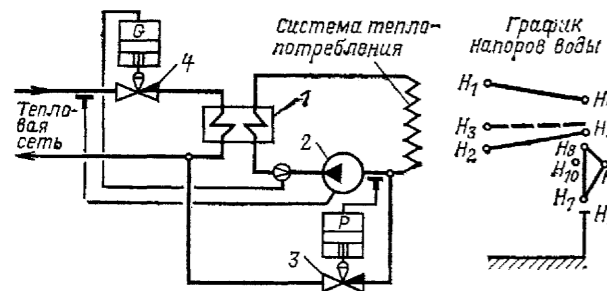 G
4
Система тепло-
потребления
График
напоров воды
Тепло-
вая
сеть
1
2
P
3
H1
H3
H2
H8
H10
H7